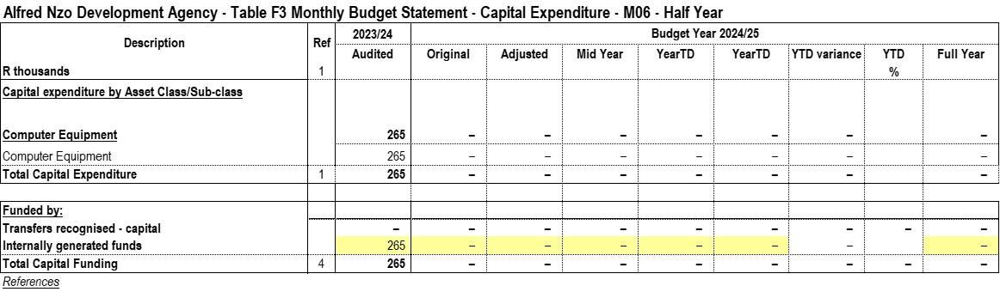 Alfred Nzo Development Agency - Table F3 Monthly Budget Statement - Capital Expenditure - M06 - Half Year
Description Ref 2023/24 Budget Year 2024/25
Audited Original Adjusted Mid Year YearTD YearTD YTD variance YTD Full Year
R thousands 1 %
Capital expenditure by Asset Class/Sub-class
Computer Equipment 265 – – – – – – –
Computer Equipment 265 – – – – – – –
Total Capital Expenditure 1 265 – – – – – – –
Funded by:
Transfers recognised - capital – – – – – – – – –
Internally generated funds 265 – – – – – – –
Total Capital Funding 4 265 – – – – – – – –
References